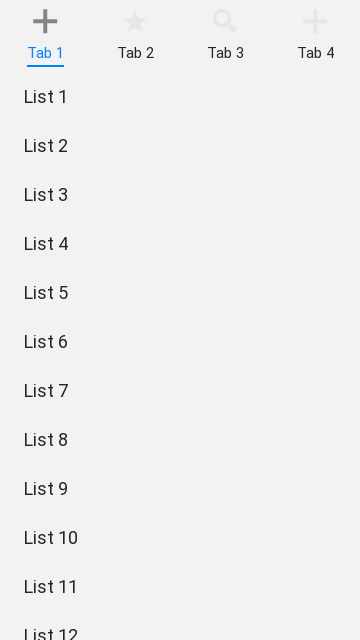 Tab 1 Tab 2 Tab 3 Tab 4
List 1
List 2
List 3
List 4
List 5
List 6
List 7
List 8
List 9
List 10
List 11
List 12